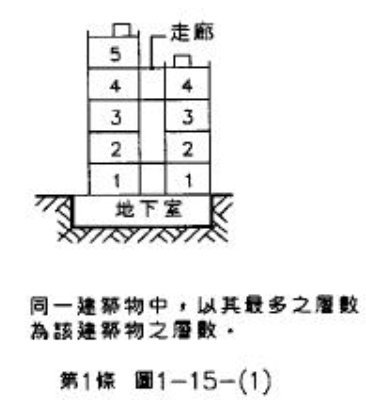 走廊
5
4 4
3 3
2 2
1 1
地下室
同一建築物中，以其最多之層數
為該建築物之層數。
第1條 圖1-15-(1)